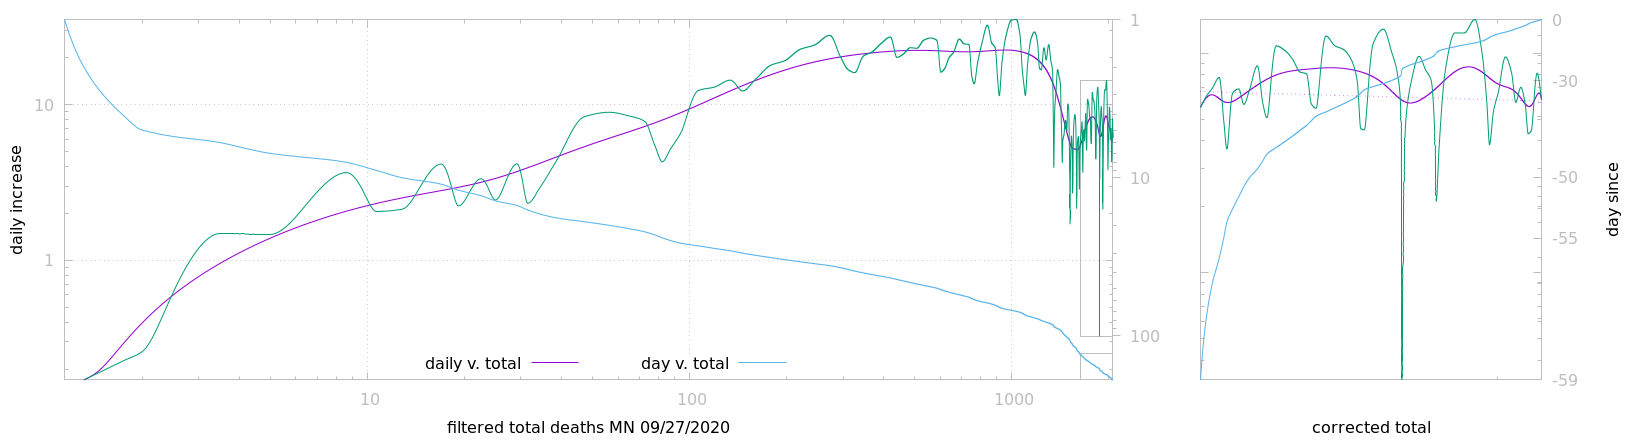 daily increase
10
1
daily v. total
day v. total
10
100
1000
filtered total deaths MN 09/27/2020
1
10
100
0
-30
-50
-55
-59
day since
corrected total